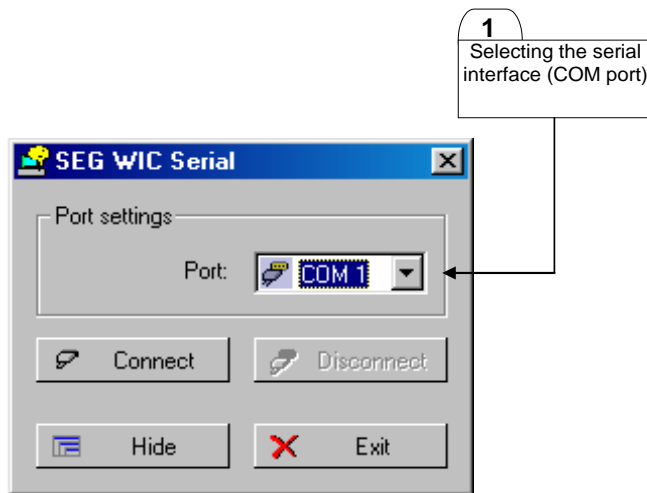 1
Selecting the serial
interface (COM port)
SEG WIC Serial
Port settings
Port: COM 1
Connect Disconnect
Hide Exit